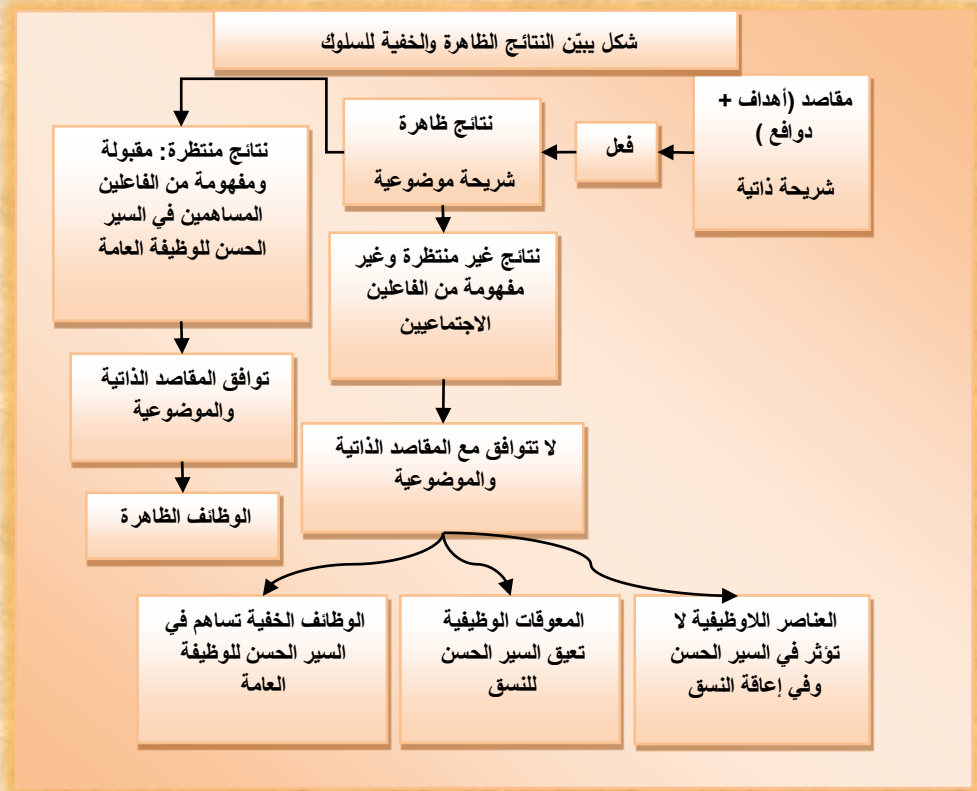 شكل يبيّن النتائج الظاهرة والخفية للسلوك
مقاصد (أهداف +
دوافع )
شريحة ذاتية
فعل
نتائج ظاهرة
شريحة موضوعية
نتائج منتظرة: مقبولة
ومفهومة من الفاعلين
المساهمين في السير
الحسن للوظيفة العامة
نتائج غير منتظرة وغير
مفهومة من الفاعلين
الاجتماعيين
توافق المقاصد الذاتية
والموضوعية
لا تتوافق مع المقاصد الذاتية
والموضوعية
الوظائف الظاهرة
العناصر اللاوظيفية لا
تؤثر في السير الحسن
وفي إعاقة النسق
المعوقات الوظيفية
تعيق السير الحسن
للنسق
الوظائف الخفية تساهم في
السير الحسن للوظيفة
العامة